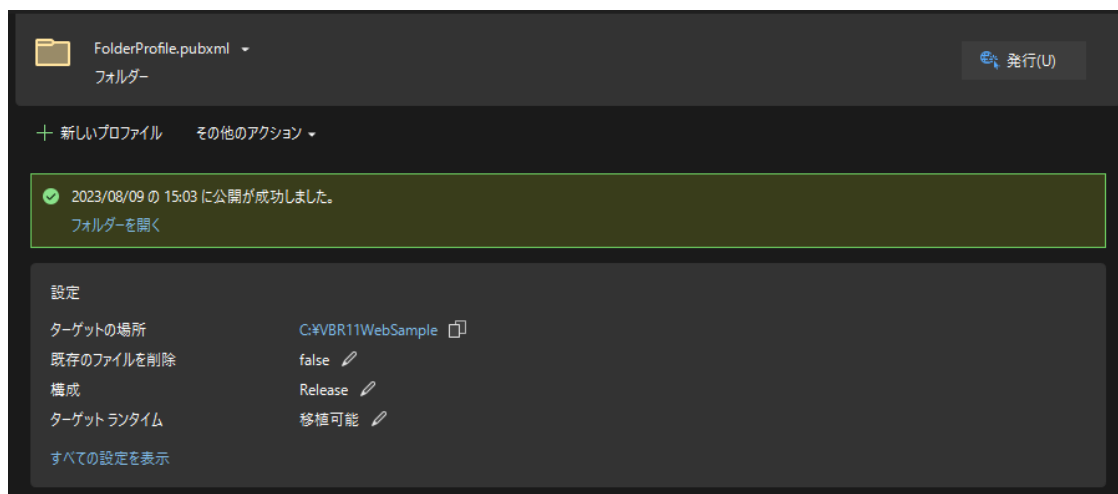 FolderProfile.pubxml
フォルダー
発行(U)
新しいプロファイル その他のアクション
2023/08/09 の 15:03 に公開が成功しました。
フォルダーを開く
設定
ターゲットの場所 C:¥VBR11WebSample
既存のファイルを削除 false
構成 Release
ターゲット ランタイム 移植可能
すべての設定を表示